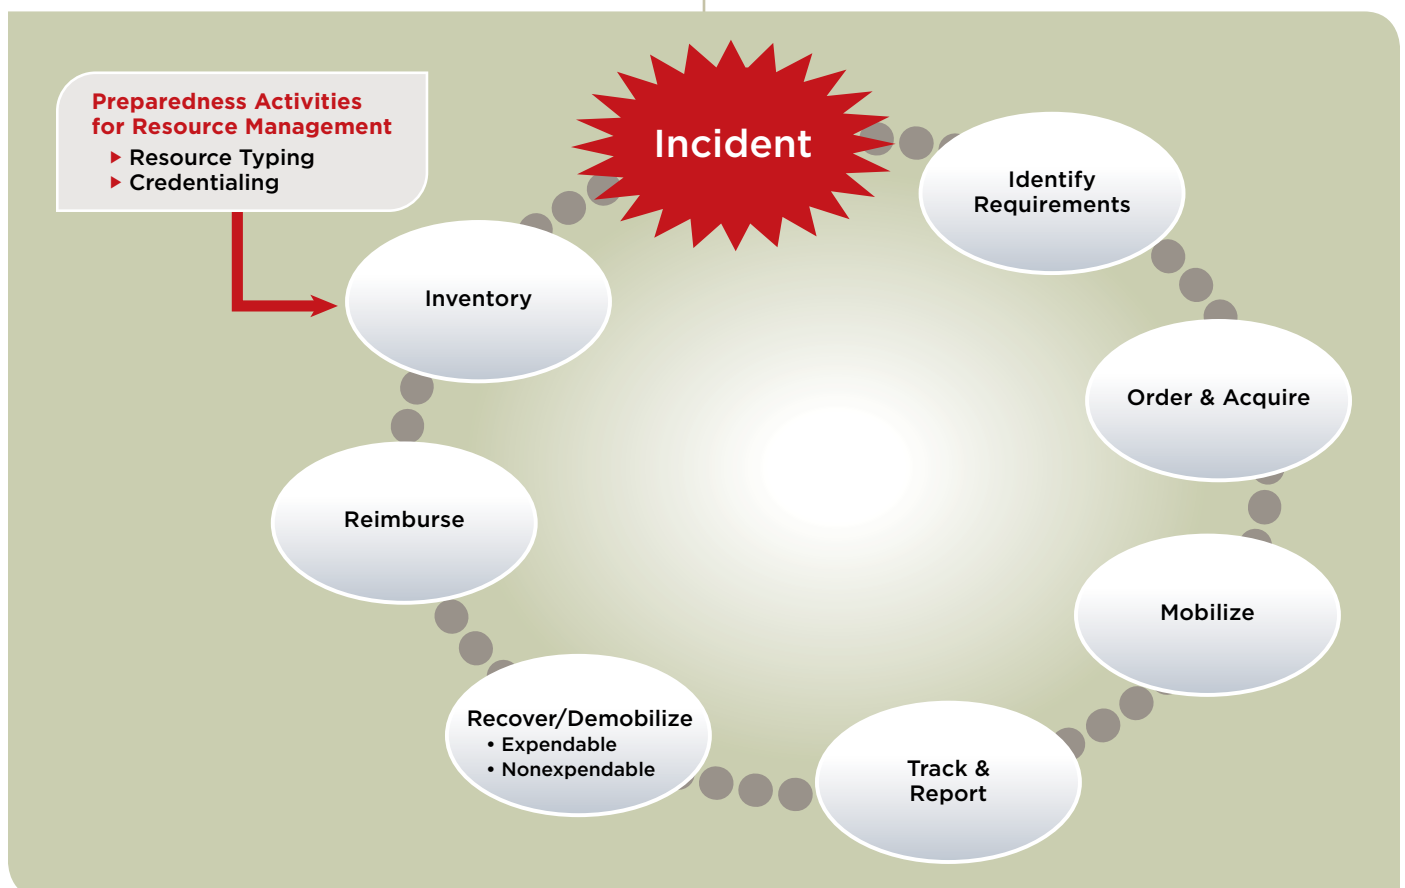 Preparedness Activities
for Resource Management
▶ Resource Typing
▶ Credentialing
Incident
Identify
Requirements
Order & Acquire
Mobilize
Track &
Report
Recover/Demobilize
• Expendable
• Nonexpendable
Reimburse
Inventory